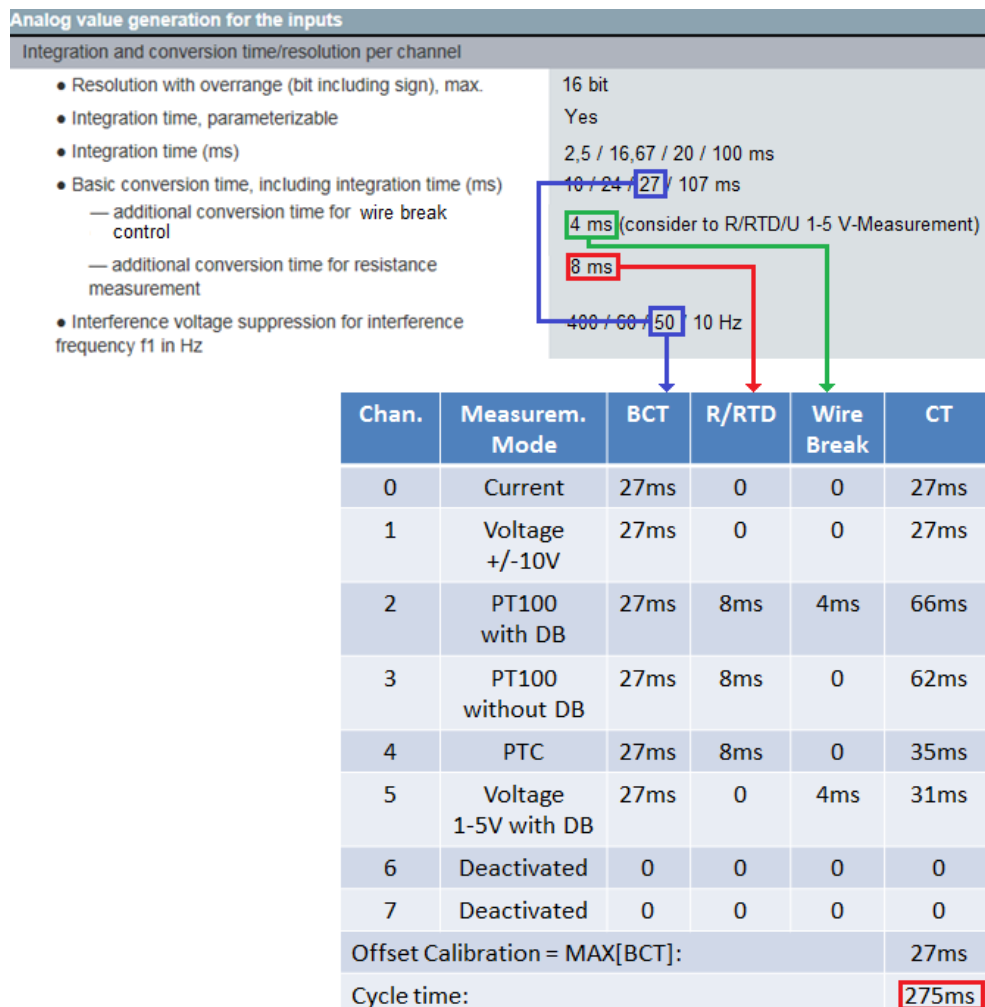 Analog value generation for the inputs
Integration and conversion time/resolution per channel
● Resolution with overrange (bit including sign), max. 16 bit
● Integration time, parameterizable Yes
● Integration time (ms) 2,5 / 16,67 / 20 / 100 ms
● Basic conversion time, including integration time (ms) 10 / 24 / 27 / 107 ms
— additional conversion time for wire break 4 ms (consider to R/RTD/U 1-5 V-Measurement)
control
— additional conversion time for resistance 8 ms
measurement
● Interference voltage suppression for interference 400 / 60 / 50 / 10 Hz
frequency f1 in Hz
Chan. Measurem. BCT R/RTD Wire CT
Mode Break
0 Current 27ms 0 0 27ms
1 Voltage 27ms 0 0 27ms
+/-10V
2 PT100 27ms 8ms 4ms 66ms
with DB
3 PT100 27ms 8ms 0 62ms
without DB
4 PTC 27ms 8ms 0 35ms
5 Voltage 27ms 0 4ms 31ms
1-5V with DB
6 Deactivated 0 0 0 0
7 Deactivated 0 0 0 0
Offset Calibration = MAX[BCT]: 27ms
Cycle time: 275ms